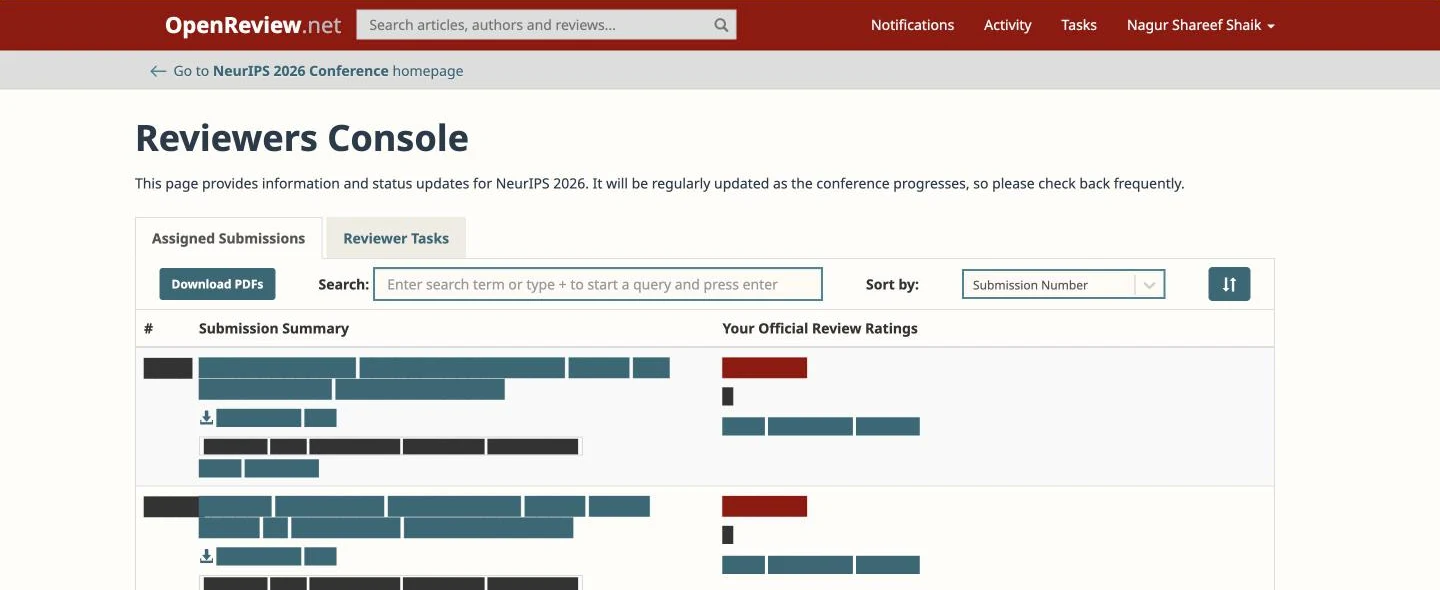 OpenReview.net Search articles, authors and reviews... Notifications Activity Tasks Nagur Shareef Shaik
← Go to NeurIPS 2026 Conference homepage
Reviewers Console
This page provides information and status updates for NeurIPS 2026. It will be regularly updated as the conference progresses, so please check back frequently.
Assigned Submissions Reviewer Tasks
Download PDFs Search: Enter search term or type + to start a query and press enter Sort by: Submission Number
# Submission Summary Your Official Review Ratings